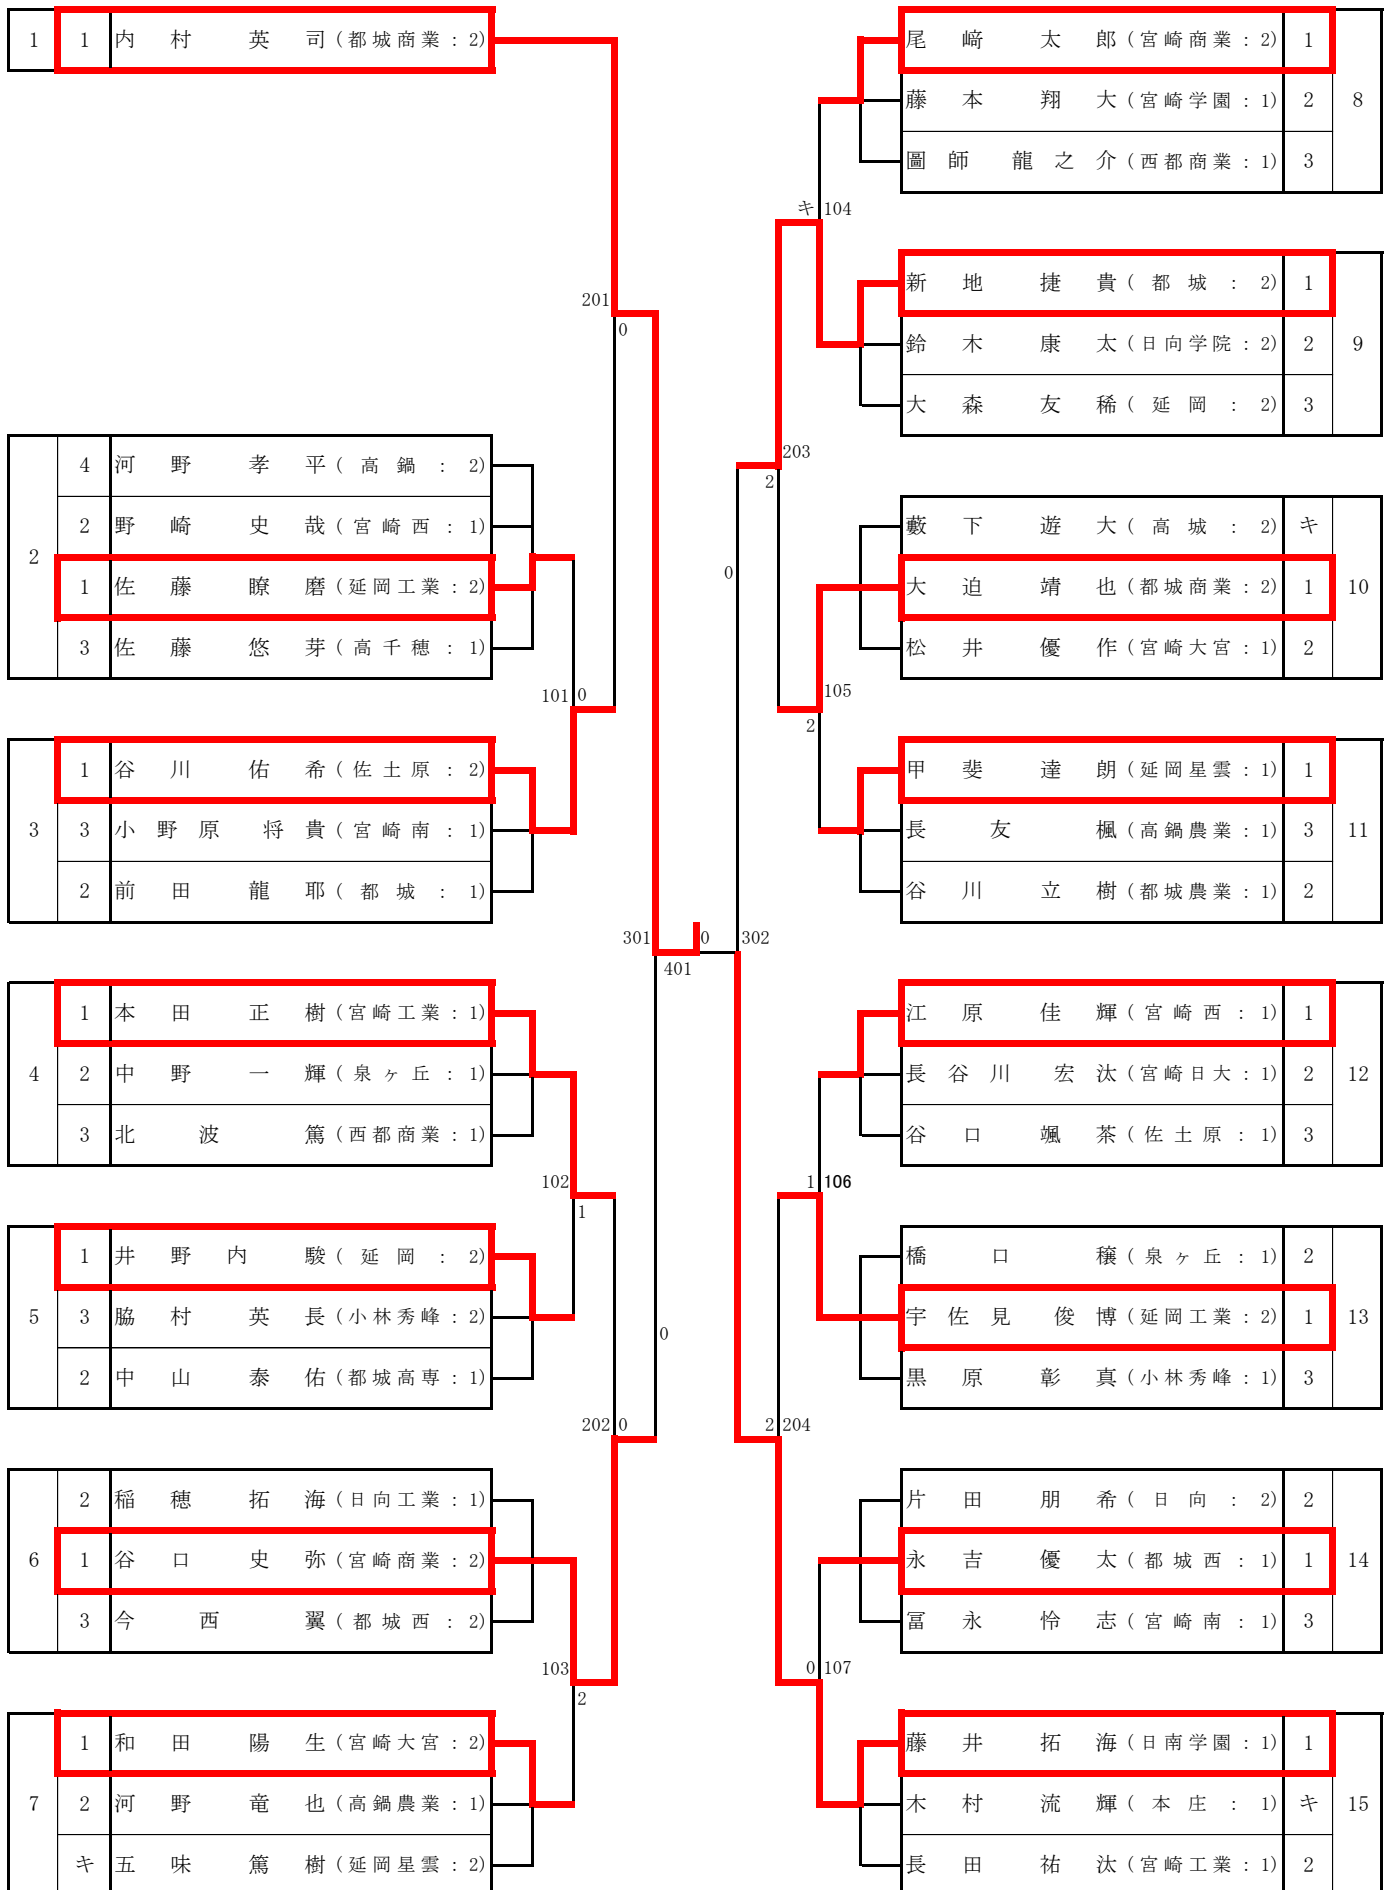 1 1 内村 英司(都城商業:2)
201
0
4 河野 孝平(高鍋:2)
2 野崎 史哉(宮崎西:1)
2
1 佐藤 瞭磨(延岡工業:2)
3 佐藤 悠芽(高千穂:1)
101 0
1 谷川 佑希(佐土原:2)
3 3 小野原 将貴(宮崎南:1)
2 前田 龍耶(都城:1)
301 0 302
401
1 本田 正樹(宮崎工業:1)
4 2 中野 一輝(泉ヶ丘:1)
3 北波 篤(西都商業:1)
102
1
1 井野内 駿(延岡:2)
5 3 脇村 英長(小林秀峰:2)
0
2 中山 泰佑(都城高専:1)
202 0
2 稲穂 拓海(日向工業:1)
6 1 谷口 史弥(宮崎商業:2)
3 今西 翼(都城西:2)
103
2
1 和田 陽生(宮崎大宮:2)
7 2 河野 竜也(高鍋農業:1)
キ 五味 篤樹(延岡星雲:2)
尾﨑 太郎(宮崎商業:2) 1
藤本 翔大(宮崎学園:1) 2 8
圖師 龍之介(西都商業:1) 3
キ 104
新地 捷貴(都城:2) 1
鈴木 康太(日向学院:2) 2 9
大森 友稀(延岡:2) 3
203
2
藪下 遊大(高城:2) キ
0
大迫 靖也(都城商業:2) 1 10
松井 優作(宮崎大宮:1) 2
105
2
甲斐 達朗(延岡星雲:1) 1
長友 楓(高鍋農業:1) 3 11
谷川 立樹(都城農業:1) 2
江原 佳輝(宮崎西:1) 1
長谷川 宏汰(宮崎日大:1) 2 12
谷口 颯茶(佐土原:1) 3
1 106
橋口 穣(泉ヶ丘:1) 2
宇佐見 俊博(延岡工業:2) 1 13
黒原 彰真(小林秀峰:1) 3
2 204
片田 朋希(日向:2) 2
永吉 優太(都城西:1) 1 14
冨永 怜志(宮崎南:1) 3
0 107
藤井 拓海(日南学園:1) 1
木村 流輝(本庄:1) キ 15
長田 祐汰(宮崎工業:1) 2